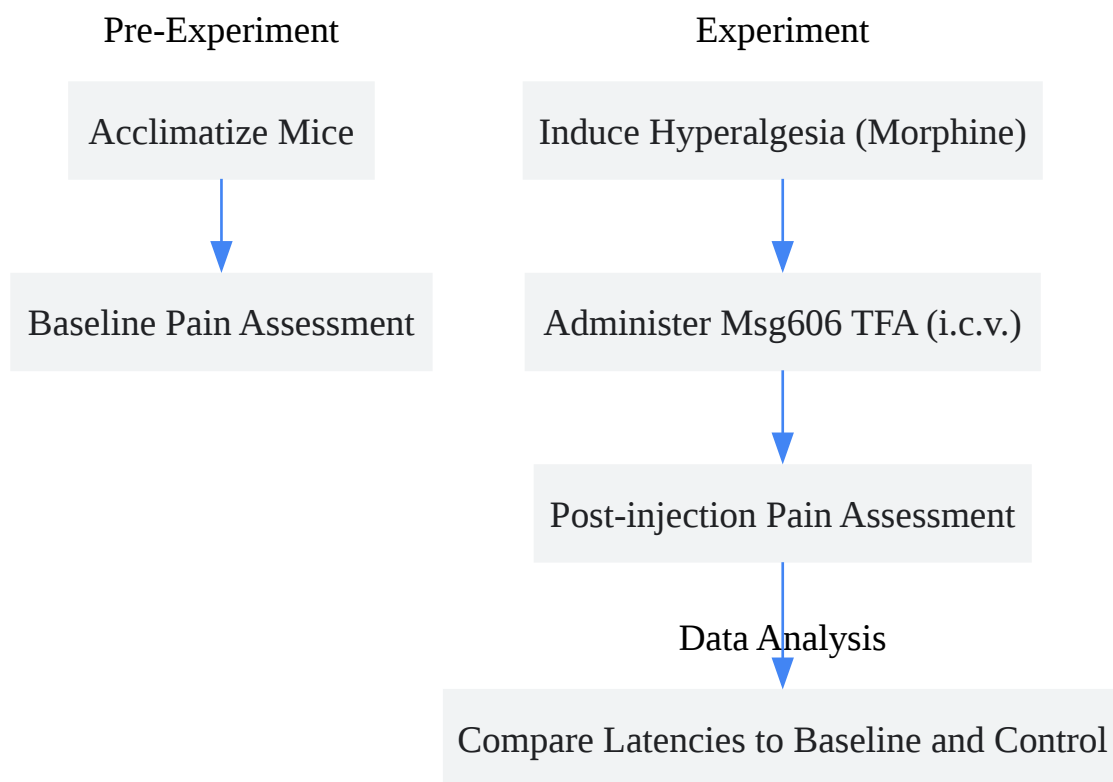 Pre-Experiment
Acclimatize Mice
Baseline Pain Assessment
Experiment
Induce Hyperalgesia (Morphine)
Administer Msg606 TFA (i.c.v.)
Post-injection Pain Assessment
Data Analysis
Compare Latencies to Baseline and Control